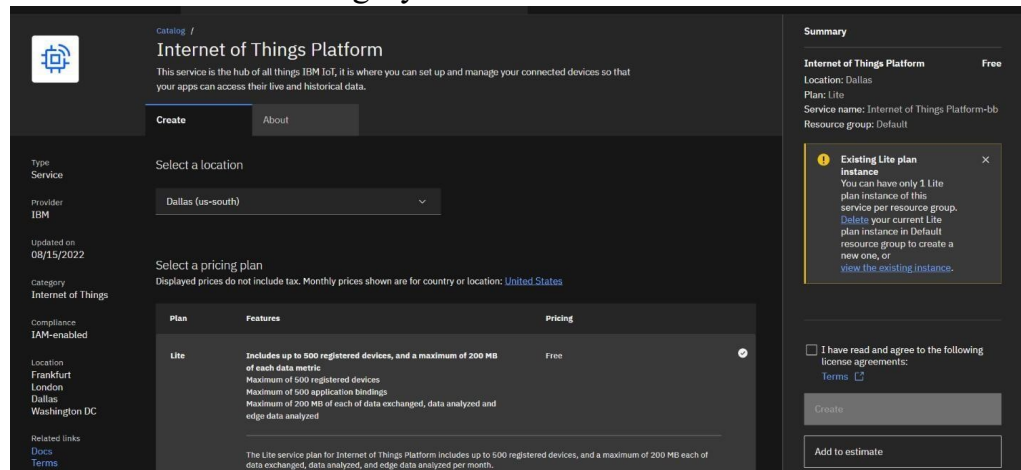 Catalog /
Internet of Things Platform
This service is the hub of all things IBM IoT, it is where you can set up and manage your connected devices so that
your apps can access their live and historical data.
Create
About
Type
Service
Provider
IBM
Updated on
08/15/2022
Category
Internet of Things
Compliance
IAM-enabled
Location
Frankfurt
London
Dallas
Washington DC
Related links
Docs
Terms
Select a location
Dallas (us-south)
Select a pricing plan
Displayed prices do not include tax. Monthly prices shown are for country or location: United States
Plan Features Pricing
Lite
Includes up to 500 registered devices, and a maximum of 200 MB
of each data metric
Maximum of 500 registered devices
Maximum of 500 application bindings
Maximum of 200 MB of each of data exchanged, data analyzed and
edge data analyzed
Free
The Lite service plan for Internet of Things Platform includes up to 500 registered devices, and a maximum of 200 MB each of
data exchanged, data analyzed, and edge data analyzed per month.
Summary
Internet of Things Platform Free
Location: Dallas
Plan: Lite
Service name: Internet of Things Platform-bb
Resource group: Default
Existing Lite plan
instance
You can have only 1 Lite
plan instance of this
service per resource group.
Delete your current Lite
plan instance in Default
resource group to create a
new one, or
view the existing instance.
I have read and agree to the following
license agreements:
Terms
Create
Add to estimate